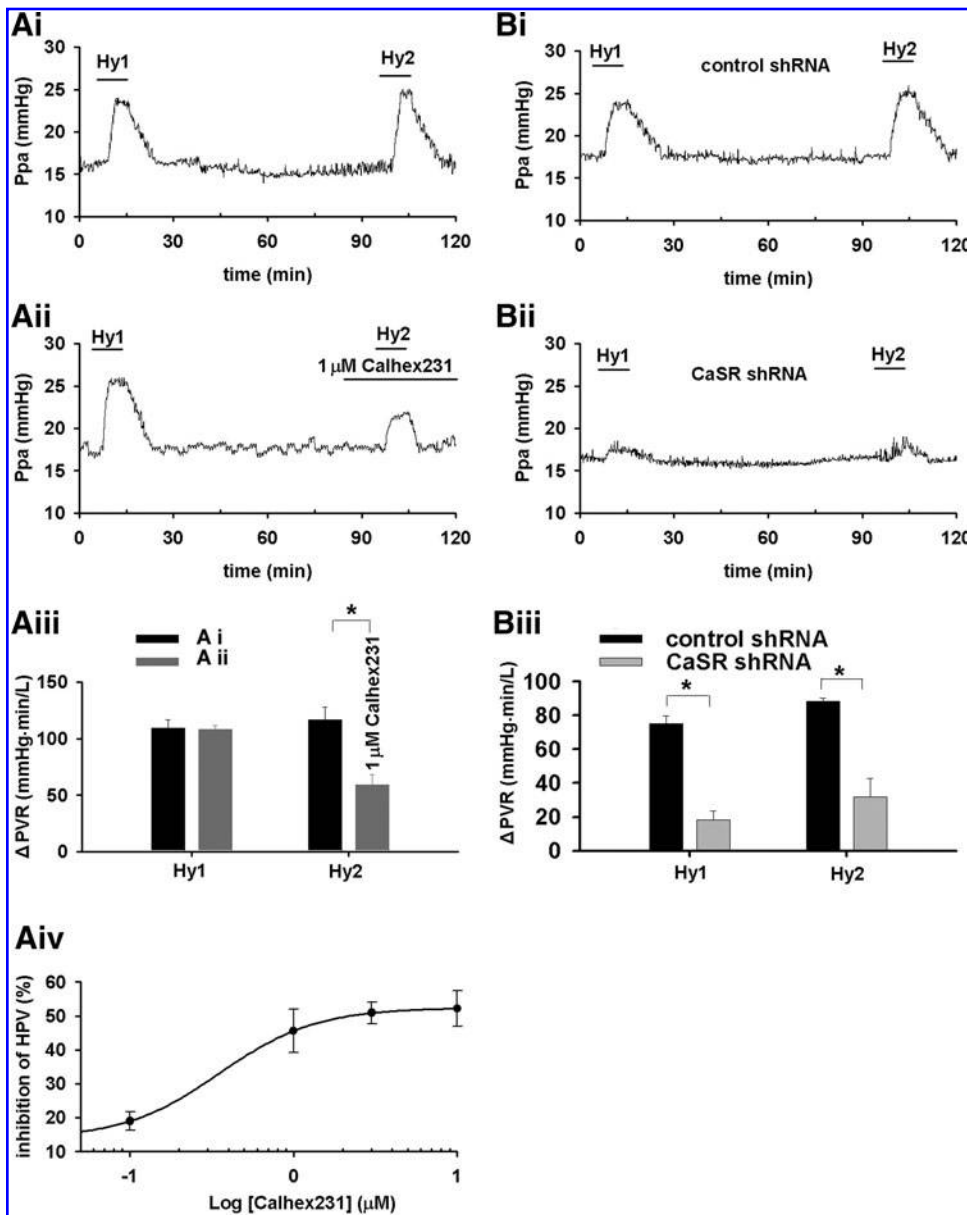 Ai
Ppa (mmHg)
30
25
20
15
10
Hy1
Hy2
0 30 60 90 120
time (min)
Bi
Ppa (mmHg)
30
25
20
15
10
Hy1
control shRNA
Hy2
0 30 60 90 120
time (min)
Aii
Ppa (mmHg)
30
25
20
15
10
Hy1
Hy2
1 μM Calhex231
0 30 60 90 120
time (min)
Bii
Ppa (mmHg)
30
25
20
15
10
Hy1
CaSR shRNA
Hy2
0 30 60 90 120
time (min)
Aiii
A i
A ii
Δ PVR (mmHg·min/L)
150
100
50
0
*
1 μM Calhex231
Hy1 Hy2
Biii
control shRNA
CaSR shRNA
Δ PVR (mmHg·min/L)
100
80
60
40
20
0
*
*
Hy1 Hy2
Aiv
inhibition of HPV (%)
60
50
40
30
20
10
-1 0 1
Log [Calhex231] (μM)